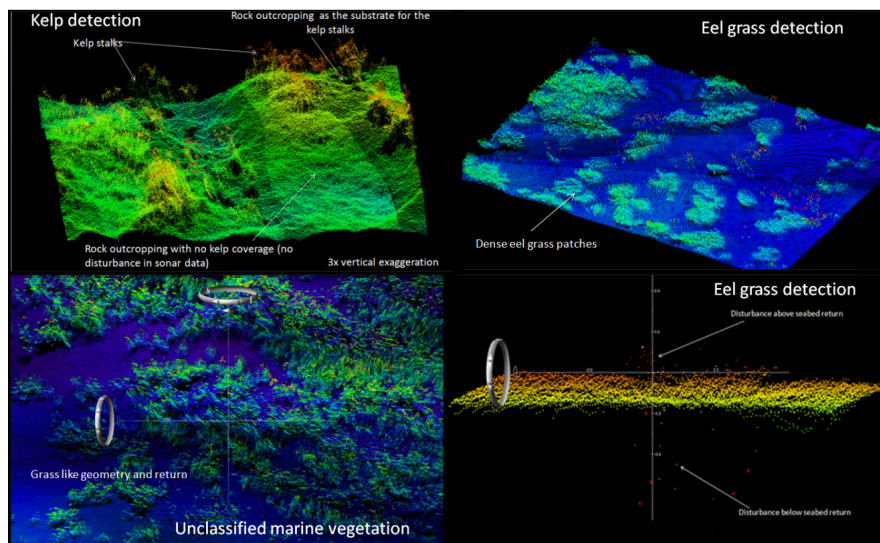 Kelp detection
Rock outcropping as the substrate for the
kelp stalks
Kelp stalks
Rock outcropping with no kelp coverage (no
disturbance in sonar data)
3x vertical exaggeration
Eel grass detection
Dense eel grass patches
Grass like geometry and return
Unclassified marine vegetation
Eel grass detection
Disturbance above seabed return
Disturbance below seabed return